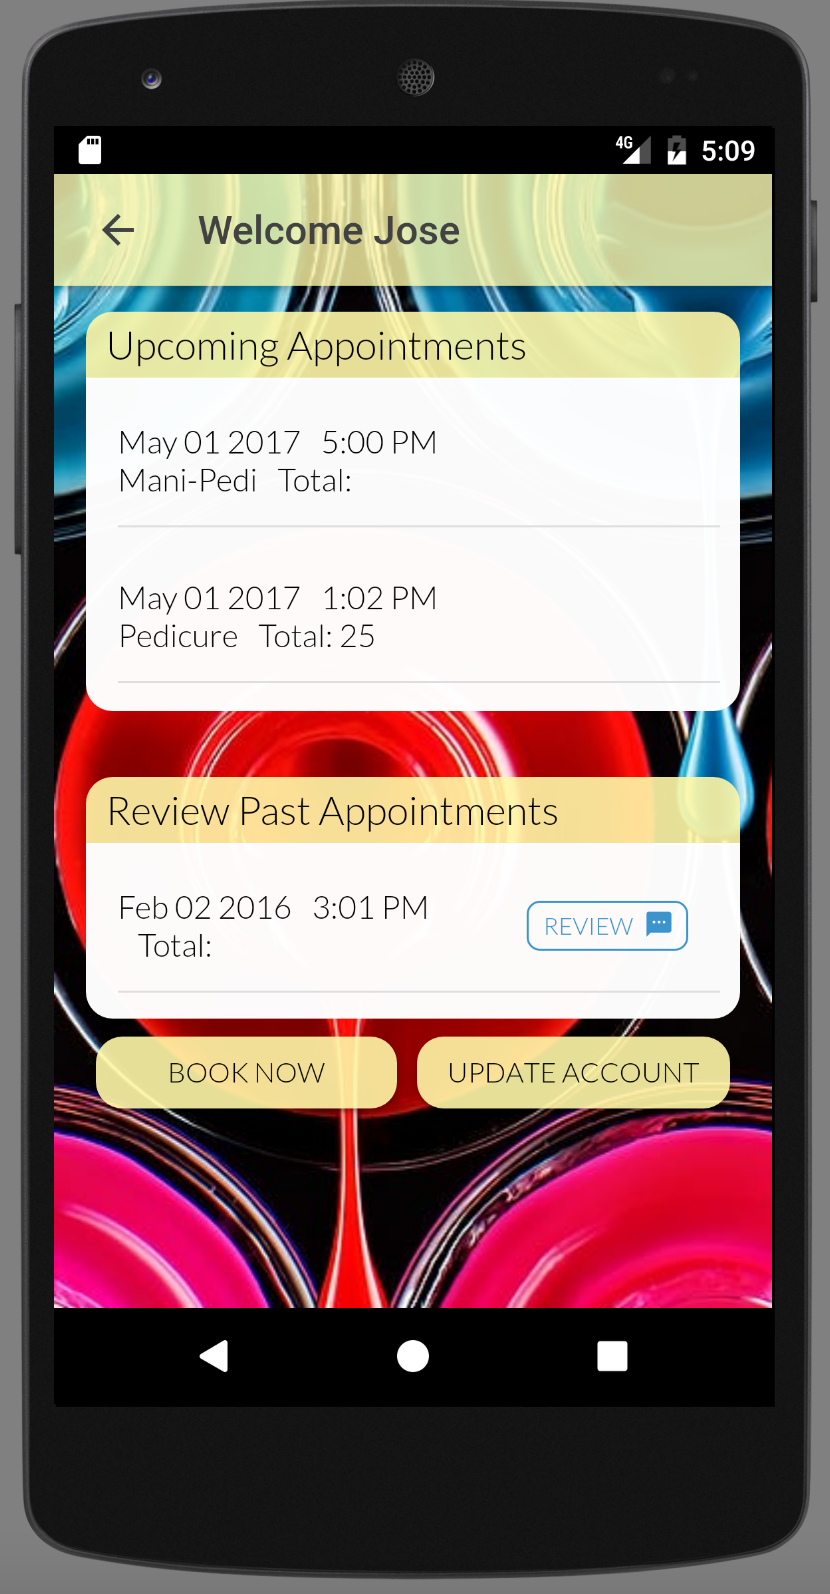 4G 5:09
Welcome Jose
Upcoming Appointments
May 01 2017 5:00 PM
Mani-Pedi Total:
May 01 2017 1:02 PM
Pedicure Total: 25
Review Past Appointments
Feb 02 2016 3:01 PM
Total:
REVIEW
BOOK NOW
UPDATE ACCOUNT